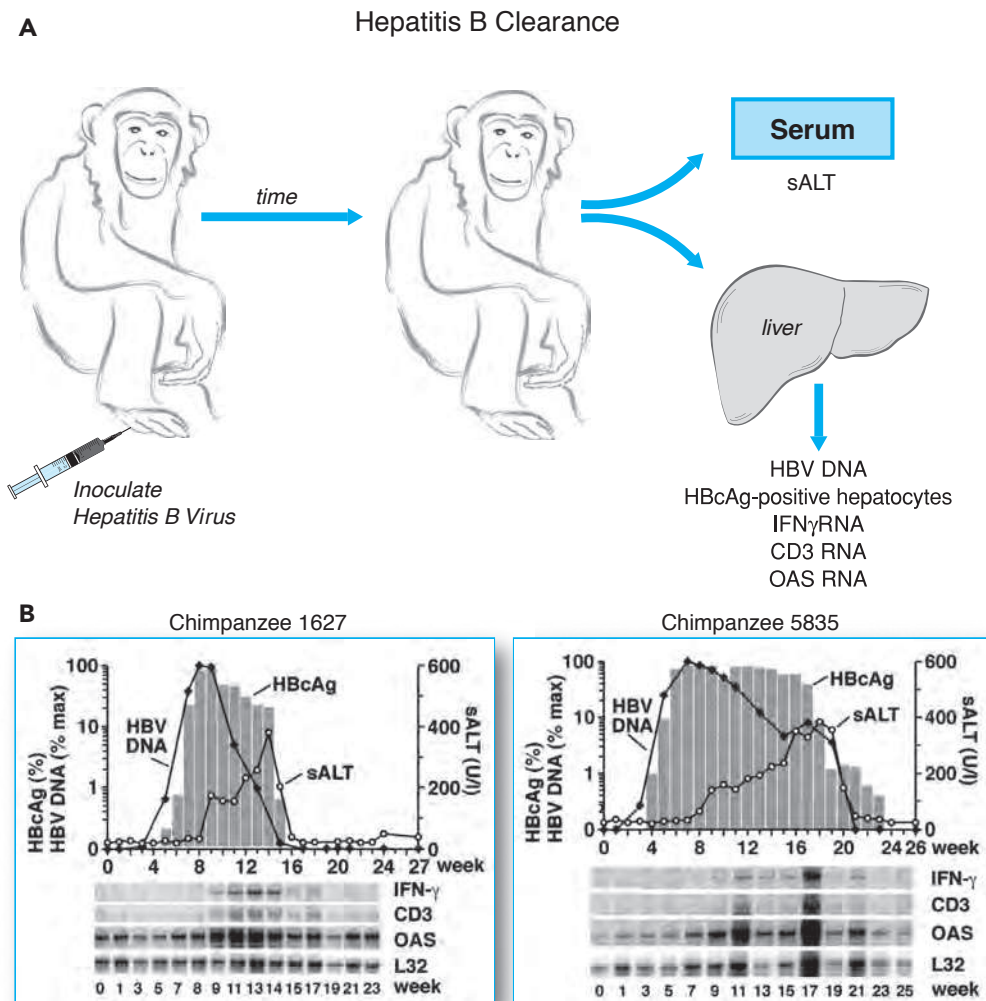 A
Hepatitis B Clearance
time
Serum
sALT
liver
Inoculate
Hepatitis B Virus
HBV DNA
HBcAg-positive hepatocytes
IFNγRNA
CD3 RNA
OAS RNA
B
Chimpanzee 1627
HBcAg (%)
HBV DNA (% max)
100
10
1
0
HBV
DNA
HBcAg
sALT
600
400
200
0
sALT (U/l)
0 4 8 12 16 20 24 27 week
IFN-γ
CD3
OAS
L32
0 1 3 5 7 8 9 11 13 14 15 17 19 21 23 week
Chimpanzee 5835
HBcAg (%)
HBV DNA (% max)
100
10
1
0
HBV
DNA
HBcAg
sALT
600
400
200
0
sALT (U/l)
0 4 8 12 16 20 24 26 week
IFN-γ
CD3
OAS
L32
0 1 3 5 7 9 11 13 15 17 19 21 23 25 week